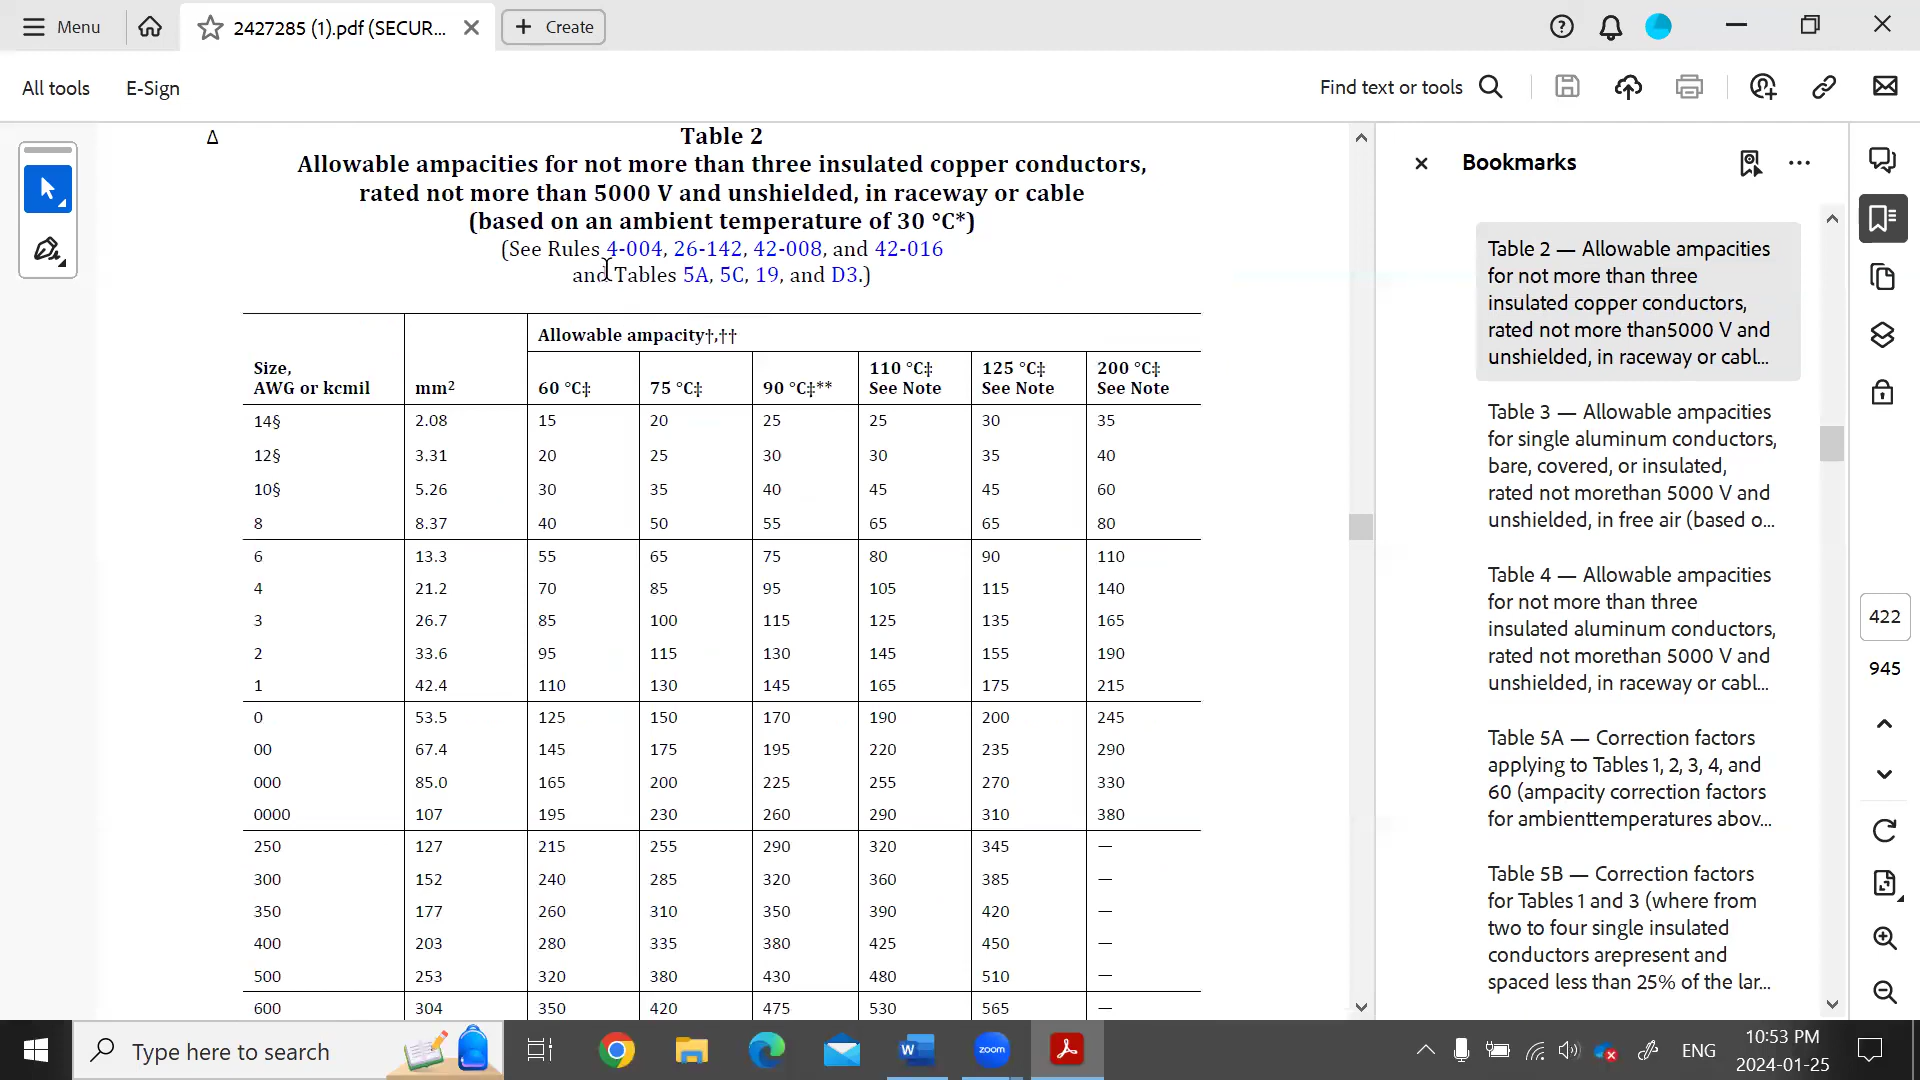 Menu
2427285 (1).pdf (SECUR...
Create
All tools
E-Sign
Find text or tools
Δ
Table 2
Allowable ampacities for not more than three insulated copper conductors,
rated not more than 5000 V and unshielded, in raceway or cable
(based on an ambient temperature of 30 °C*)
(See Rules 4-004, 26-142, 42-008, and 42-016
and Tables 5A, 5C, 19, and D3.)
Allowable ampacity†,††
Size, AWG or kcmil mm² 60 °C‡ 75 °C‡ 90 °C‡** 110 °C‡ See Note 125 °C‡ See Note 200 °C‡ See Note
14§ 2.08 15 20 25 25 30 35
12§ 3.31 20 25 30 30 35 40
10§ 5.26 30 35 40 45 45 60
8 8.37 40 50 55 65 65 80
6 13.3 55 65 75 80 90 110
4 21.2 70 85 95 105 115 140
3 26.7 85 100 115 125 135 165
2 33.6 95 115 130 145 155 190
1 42.4 110 130 145 165 175 215
0 53.5 125 150 170 190 200 245
00 67.4 145 175 195 220 235 290
000 85.0 165 200 225 255 270 330
0000 107 195 230 260 290 310 380
250 127 215 255 290 320 345 —
300 152 240 285 320 360 385 —
350 177 260 310 350 390 420 —
400 203 280 335 380 425 450 —
500 253 320 380 430 480 510 —
600 304 350 420 475 530 565 —
Bookmarks
Table 2 — Allowable ampacities
for not more than three
insulated copper conductors,
rated not more than5000 V and
unshielded, in raceway or cabl...
Table 3 — Allowable ampacities
for single aluminum conductors,
bare, covered, or insulated,
rated not morethan 5000 V and
unshielded, in free air (based o...
Table 4 — Allowable ampacities
for not more than three
insulated aluminum conductors,
rated not morethan 5000 V and
unshielded, in raceway or cabl...
Table 5A — Correction factors
applying to Tables 1, 2, 3, 4, and
60 (ampacity correction factors
for ambienttemperatures abov...
Table 5B — Correction factors
for Tables 1 and 3 (where from
two to four single insulated
conductors arepresent and
spaced less than 25% of the lar...
422
945
Type here to search
W
zoom
ENG
10:53 PM
2024-01-25